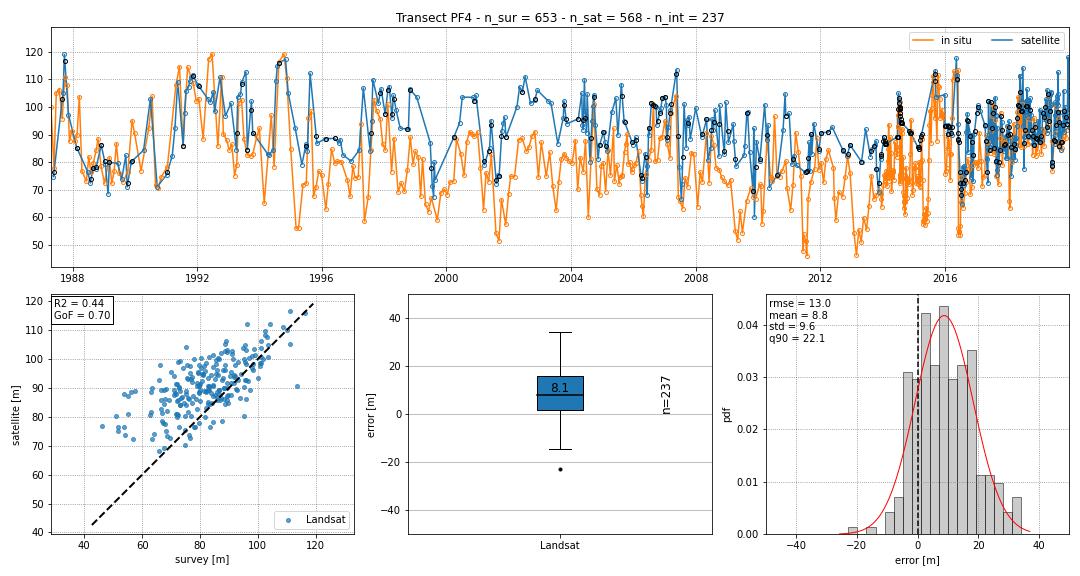 Transect PF4 - n_sur = 653 - n_sat = 568 - n_int = 237
in situ
satellite
120
110
100
90
80
70
60
50
1988
1992
1996
2000
2004
2008
2012
2016
R2 = 0.44
GoF = 0.70
satellite [m]
120
110
100
90
80
70
60
50
40
40
60
80
100
120
survey [m]
Landsat
error [m]
40
20
0
−20
−40
8.1
n=237
Landsat
rmse = 13.0
mean = 8.8
std = 9.6
q90 = 22.1
pdf
0.04
0.03
0.02
0.01
0.00
−40
−20
0
20
40
error [m]